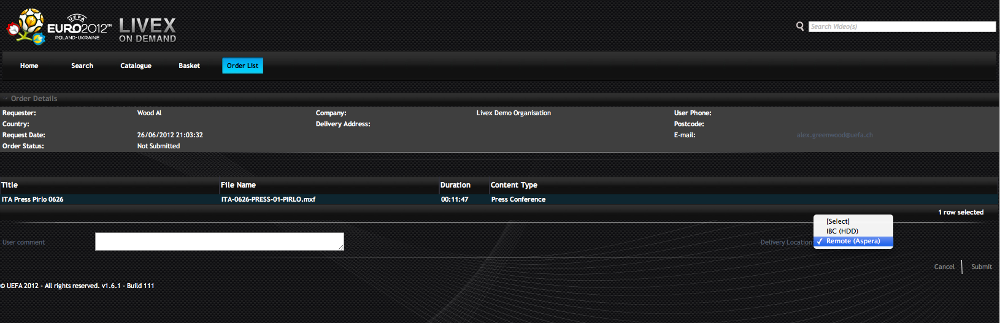 UEFA
EURO2012™
POLAND-UKRAINE
LIVEX
ON DEMAND
Search Video(s)
Home Search Catalogue Basket Order List
Order Details
Requester: Wood Al Company: Livex Demo Organisation User Phone:
Country: Delivery Address: Postcode:
Request Date: 26/06/2012 21:03:32 E-mail: alex.greenwood@uefa.ch
Order Status: Not Submitted
Title File Name Duration Content Type
ITA Press Pirlo 0626 ITA-0626-PRESS-01-PIRLO.mxf 00:11:47 Press Conference
1 row selected
[Select]
IBC (HDD)
User comment Delivery Location: ✓ Remote (Aspera)
Cancel Submit
© UEFA 2012 - All rights reserved. v1.6.1 - Build 111